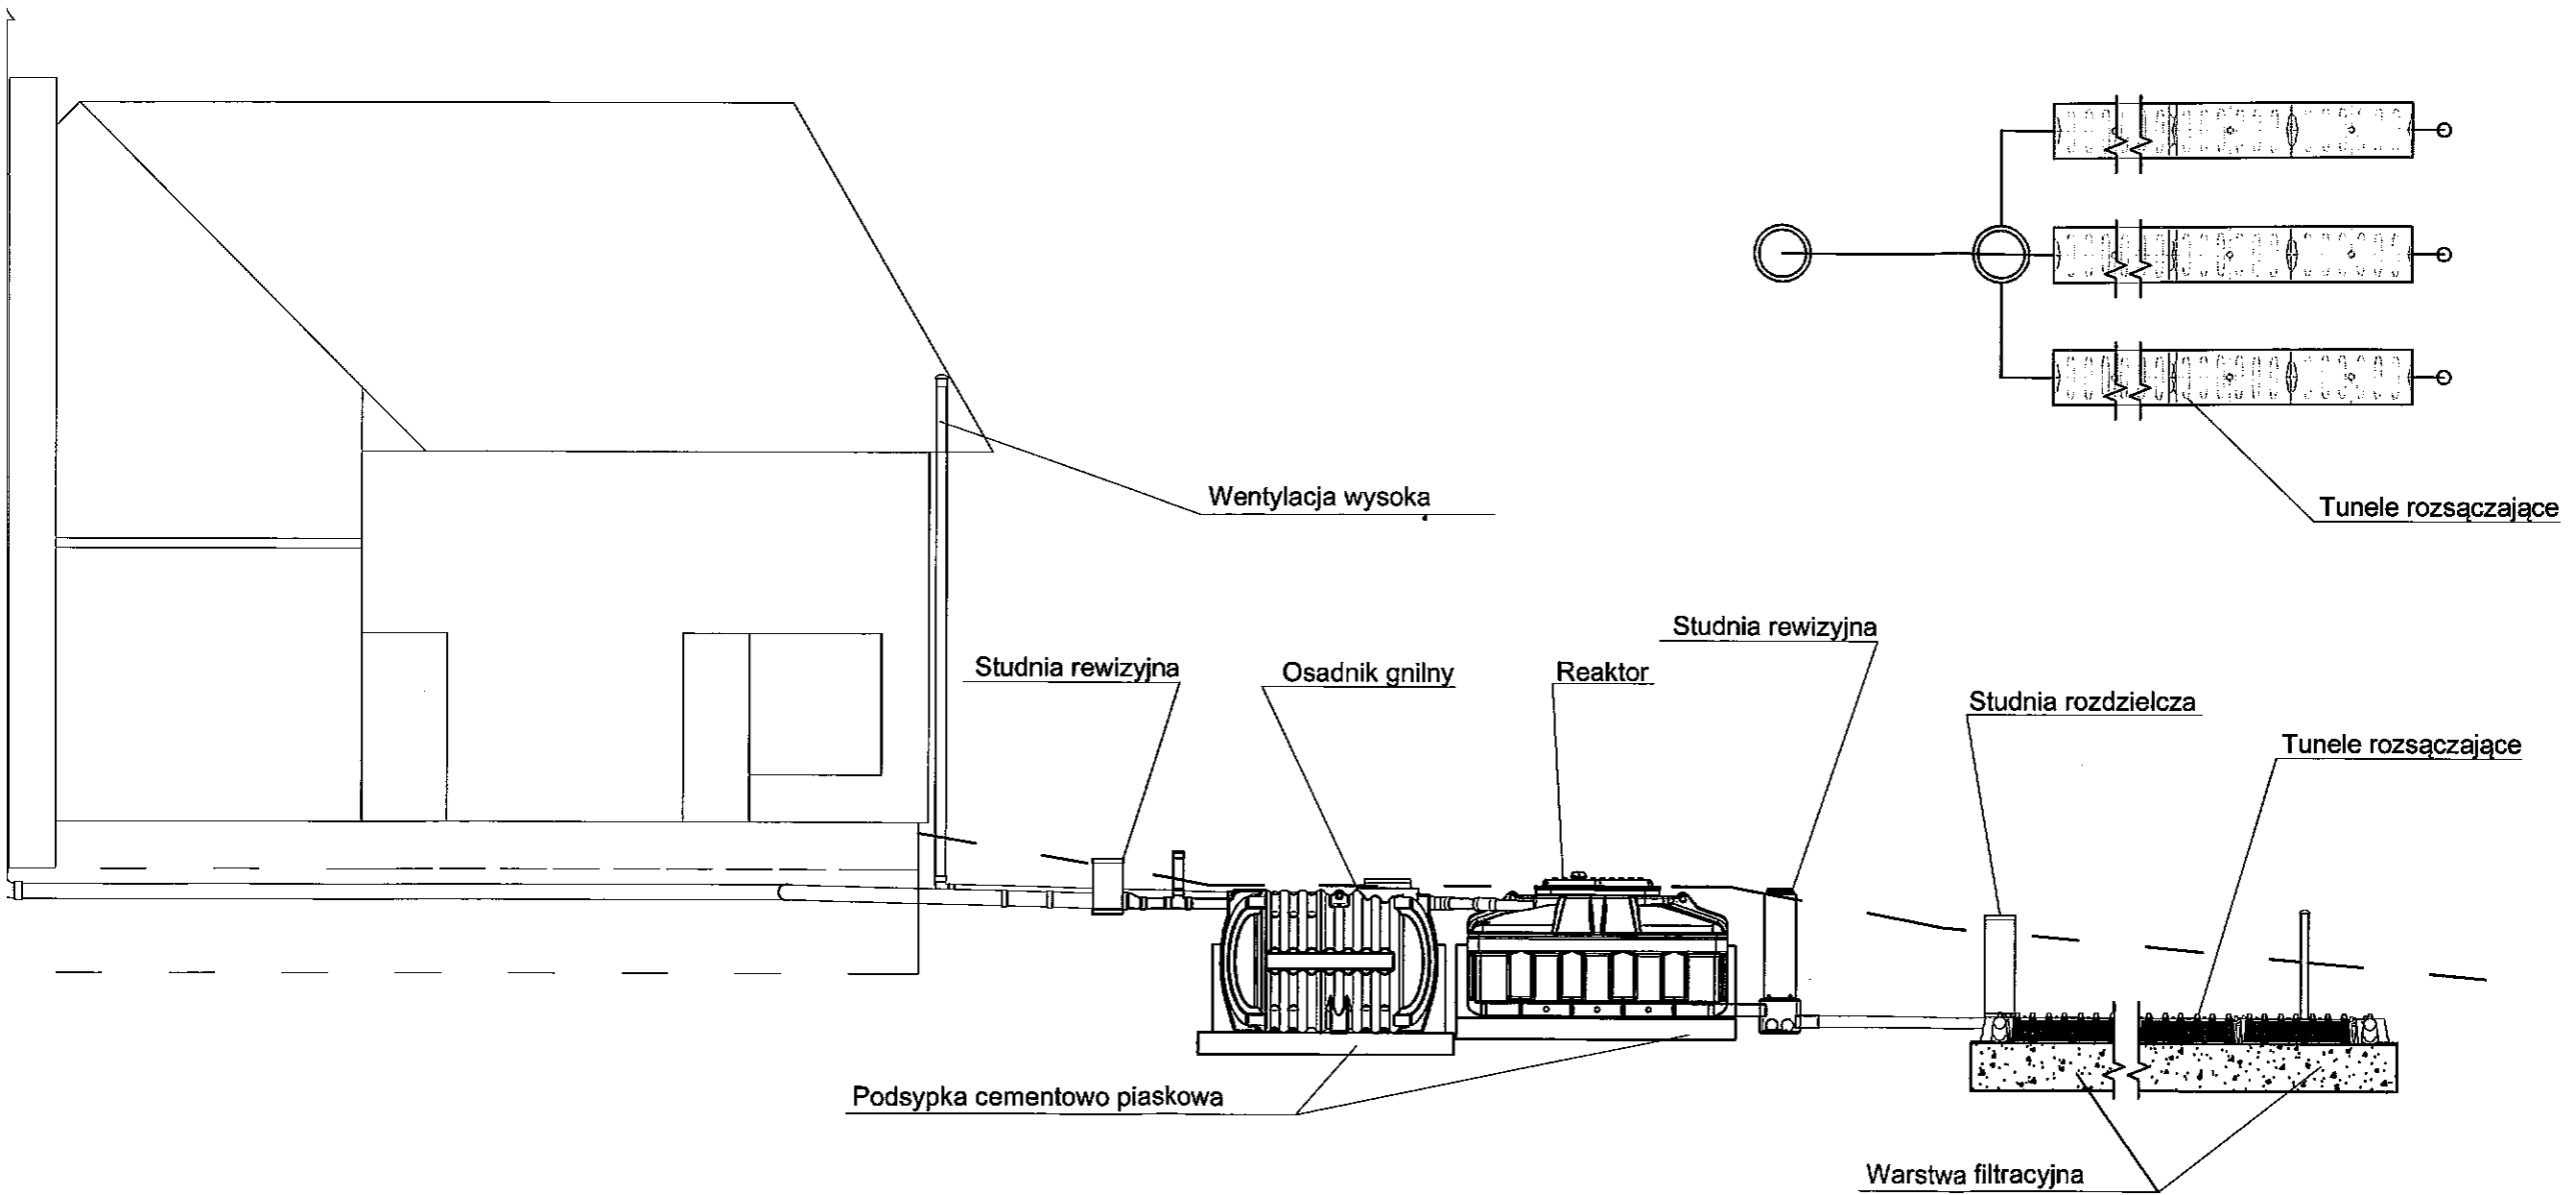 Wentylacja wysoka
Tunele rozsączające
Studnia rewizyjna
Studnia rewizyjna
Osadnik gnilny
Reaktor
Studnia rozdzielcza
Tunele rozsączające
Podsypka cementowo piaskowa
Warstwa filtracyjna